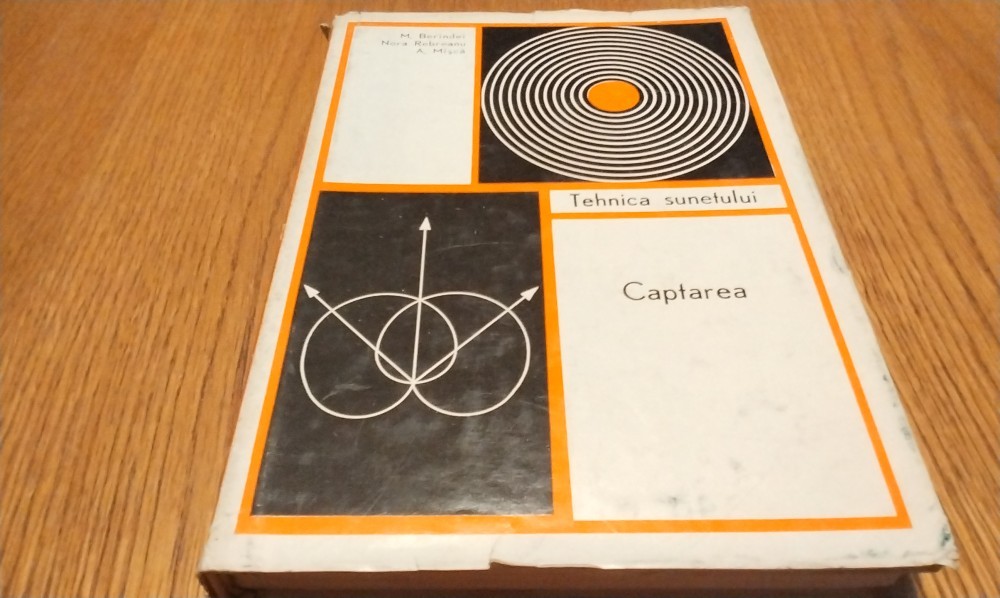 M. Berindei
Nora Rebreanu
A. Mișcă
Tehnica sunetului
Captarea